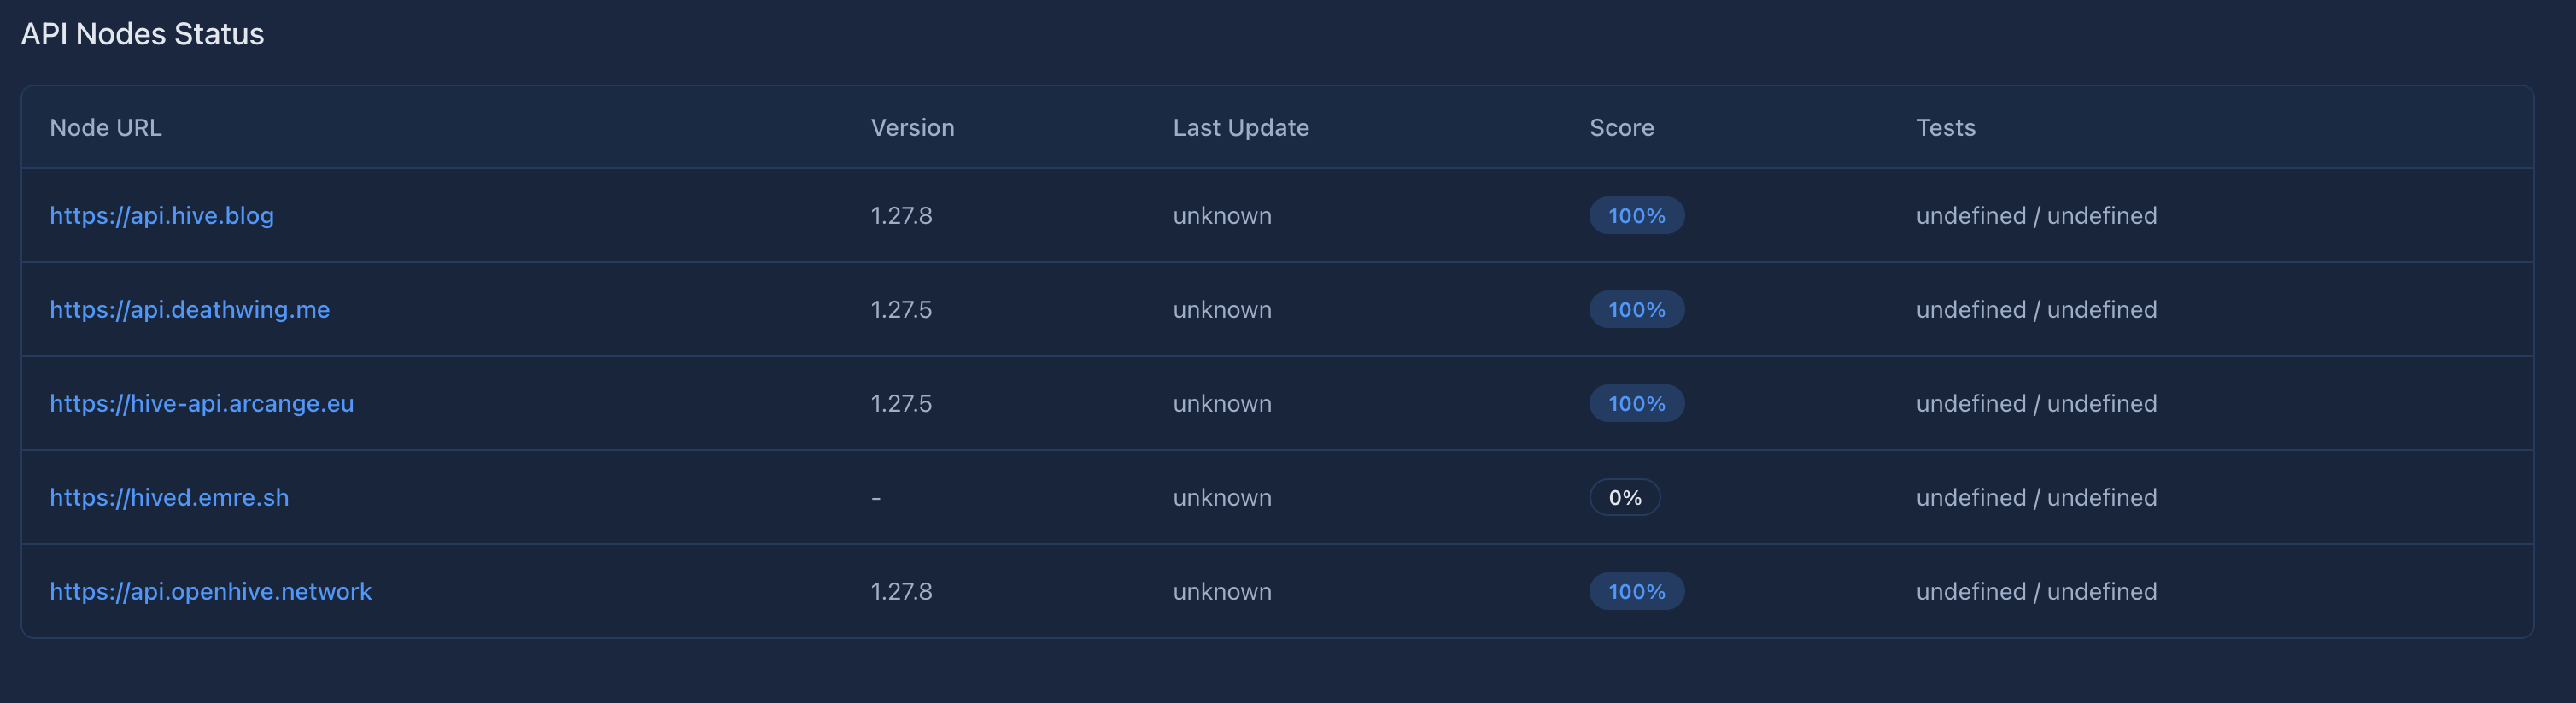 API Nodes Status
Node URL Version Last Update Score Tests
https://api.hive.blog 1.27.8 unknown 100% undefined / undefined
https://api.deathwing.me 1.27.5 unknown 100% undefined / undefined
https://hive-api.arcange.eu 1.27.5 unknown 100% undefined / undefined
https://hived.emre.sh - unknown 0% undefined / undefined
https://api.openhive.network 1.27.8 unknown 100% undefined / undefined